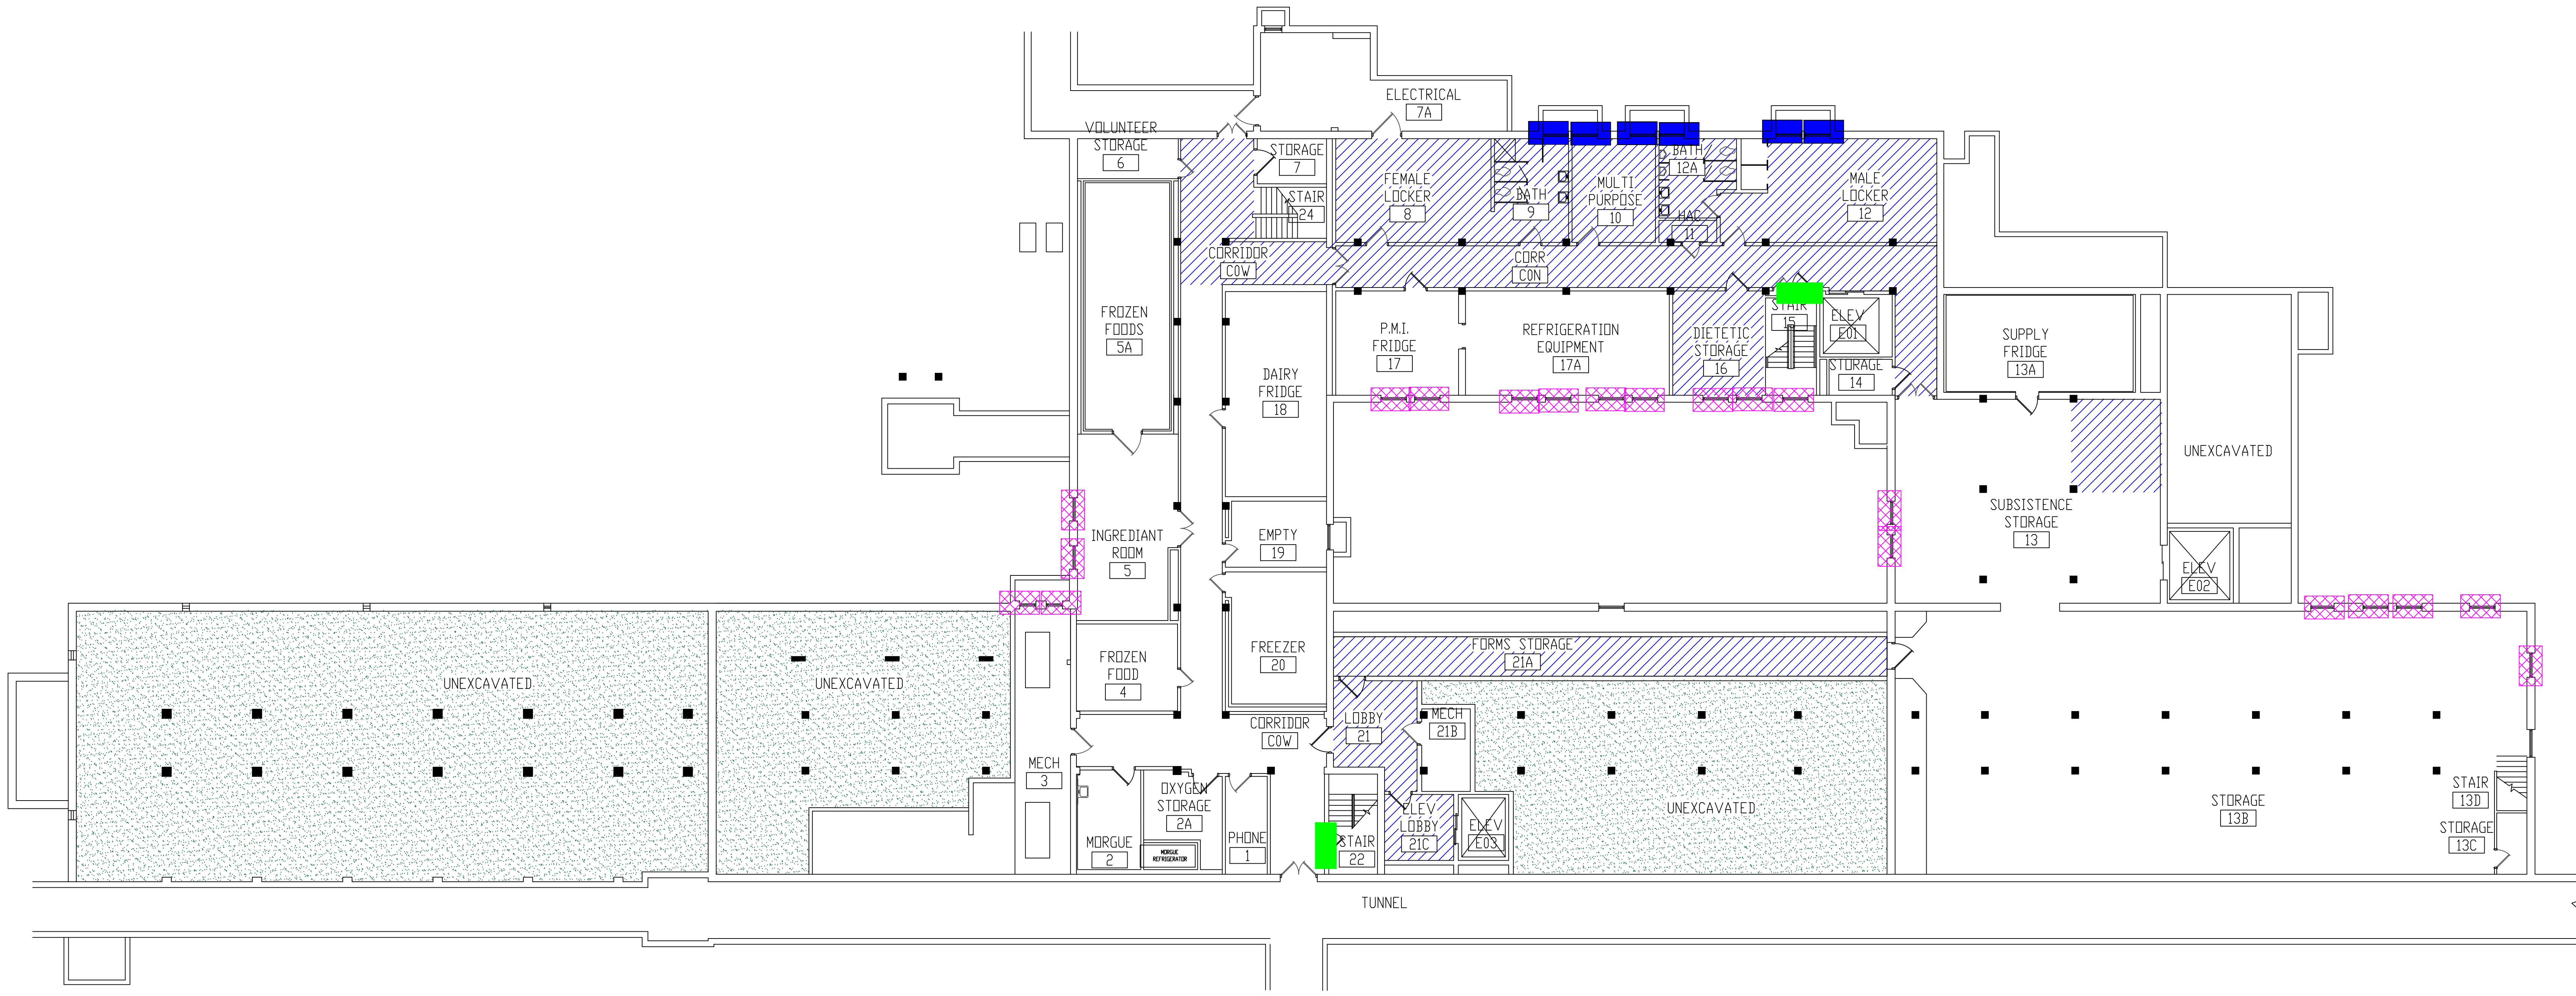 ELECTRICAL
7A
VOLUNTEER
STORAGE
6
STORAGE
7
STAIR
24
FEMALE
LOCKER
8
BATH
9
MULTI
PURPOSE
10
BATH
12A
HAC
11
MALE
LOCKER
12
CORRIDOR
C0W
CORR
C0N
FROZEN
FOODS
5A
DAIRY
FRIDGE
18
P.M.I.
FRIDGE
17
REFRIGERATION
EQUIPMENT
17A
DIETETIC
STORAGE
16
STAIR
15
ELEV
E01
STORAGE
14
SUPPLY
FRIDGE
13A
UNEXCAVATED
SUBSISTENCE
STORAGE
13
ELEV
E02
INGREDIANT
ROOM
5
EMPTY
19
FROZEN
FOOD
4
FREEZER
20
FORMS STORAGE
21A
UNEXCAVATED
UNEXCAVATED
LOBBY
21
MECH
21B
CORRIDOR
C0W
MECH
3
OXYGEN
STORAGE
2A
MORGUE
2
MORGUE
REFRIGERATOR
PHONE
1
STAIR
22
ELEV
LOBBY
21C
ELEV
E03
UNEXCAVATED
STORAGE
13B
STAIR
13D
STORAGE
13C
TUNNEL